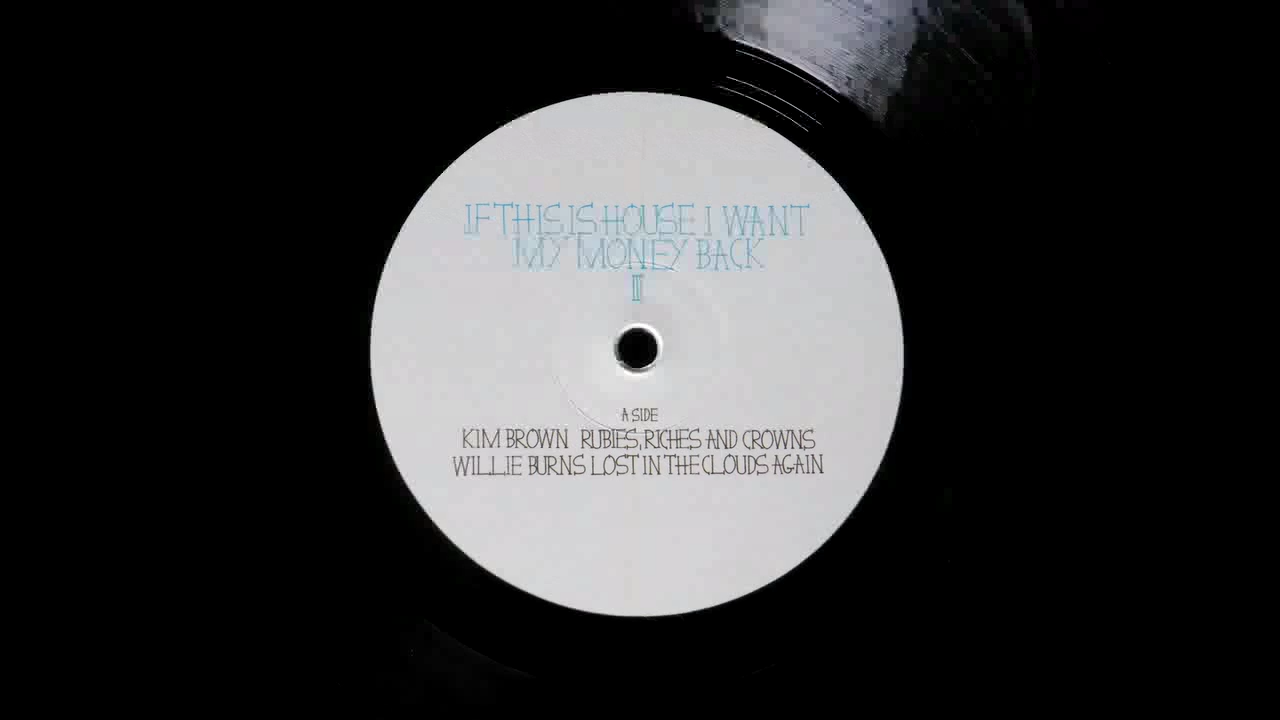 IF THIS IS HOUSE I WANT
MY MONEY BACK
III
A SIDE
KIM BROWN RUBIES, RICHES AND CROWNS
WILLIE BURNS LOST IN THE CLOUDS AGAIN